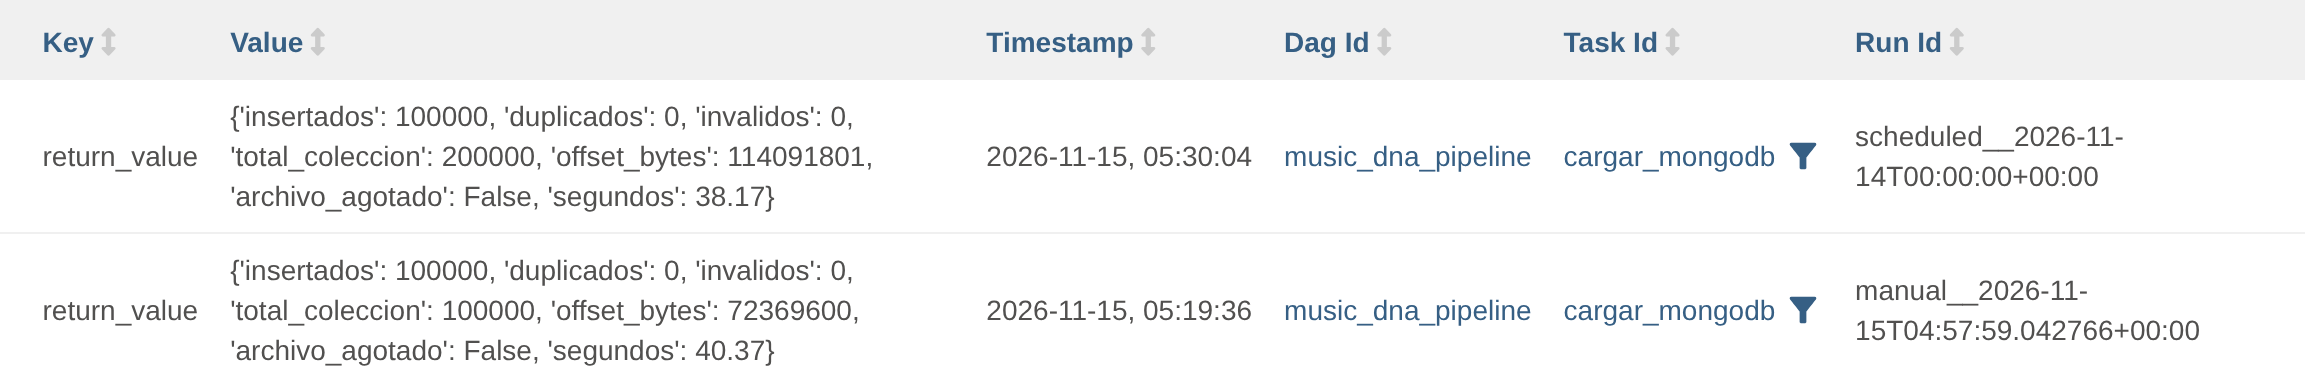 Key Value Timestamp Dag Id Task Id Run Id
return_value
{'insertados': 100000, 'duplicados': 0, 'invalidos': 0,
'total_coleccion': 200000, 'offset_bytes': 114091801,
'archivo_agotado': False, 'segundos': 38.17}
2026-11-15, 05:30:04
music_dna_pipeline
cargar_mongodb
scheduled__2026-11-
14T00:00:00+00:00
return_value
{'insertados': 100000, 'duplicados': 0, 'invalidos': 0,
'total_coleccion': 100000, 'offset_bytes': 72369600,
'archivo_agotado': False, 'segundos': 40.37}
2026-11-15, 05:19:36
music_dna_pipeline
cargar_mongodb
manual__2026-11-
15T04:57:59.042766+00:00